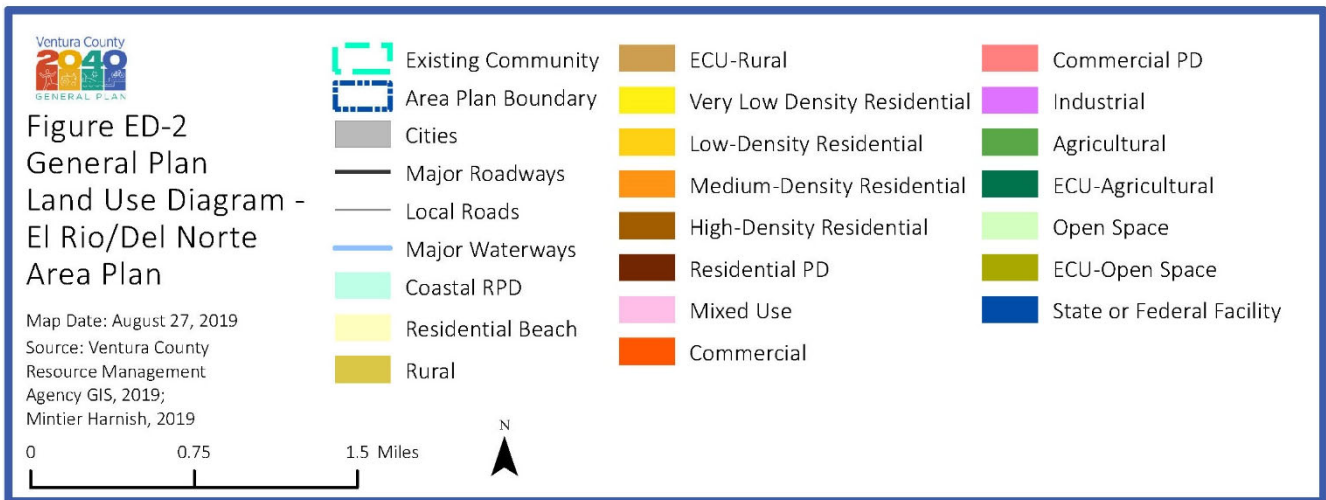 Ventura County
2040
GENERAL PLAN
Figure ED-2
General Plan
Land Use Diagram -
El Rio/Del Norte
Area Plan
Map Date: August 27, 2019
Source: Ventura County
Resource Management
Agency GIS, 2019;
Mintier Harnish, 2019
0 0.75 1.5 Miles
Existing Community
Area Plan Boundary
Cities
Major Roadways
Local Roads
Major Waterways
Coastal RPD
Residential Beach
Rural
N
ECU-Rural
Very Low Density Residential
Low-Density Residential
Medium-Density Residential
High-Density Residential
Residential PD
Mixed Use
Commercial
Commercial PD
Industrial
Agricultural
ECU-Agricultural
Open Space
ECU-Open Space
State or Federal Facility